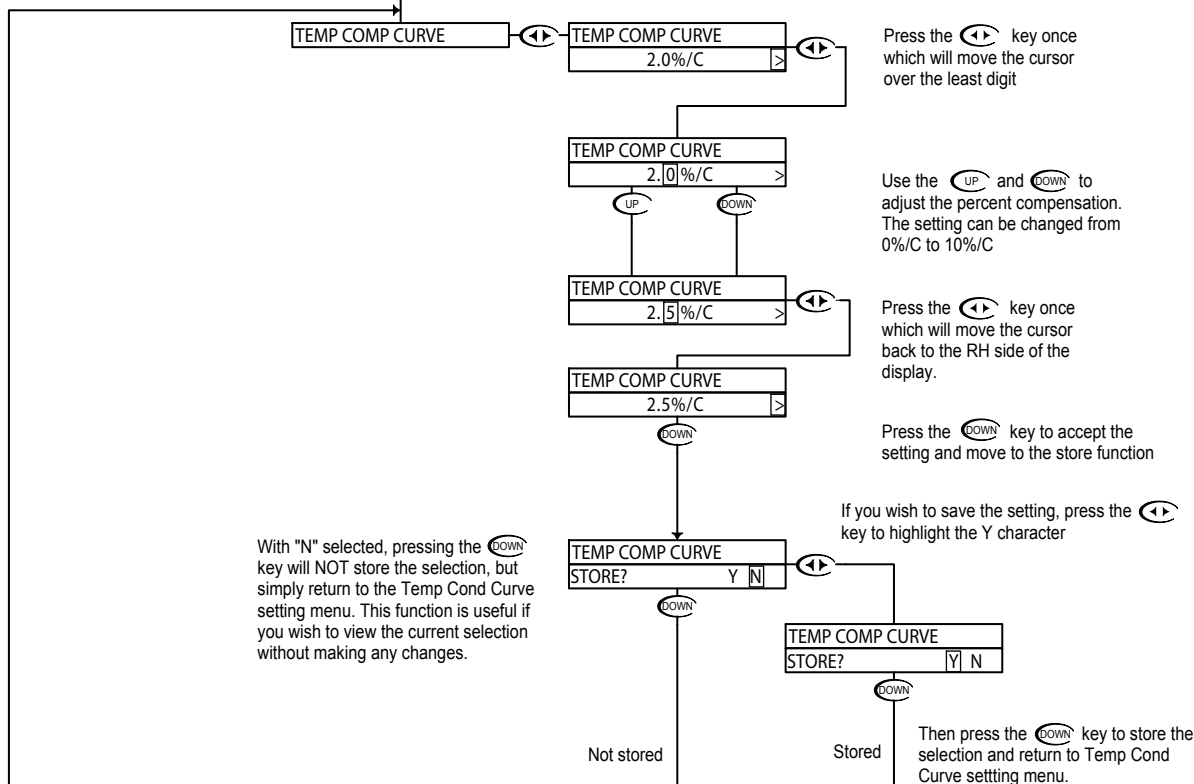 TEMP COMP CURVE
TEMP COMP CURVE
2.0%/C >
Press the key once
which will move the cursor
over the least digit
TEMP COMP CURVE
2.0%/C >
UP DOWN
Use the UP and DOWN to
adjust the percent compensation.
The setting can be changed from
0%/C to 10%/C
TEMP COMP CURVE
2.5%/C >
Press the key once
which will move the cursor
back to the RH side of the
display.
TEMP COMP CURVE
2.5%/C >
DOWN
Press the DOWN key to accept the
setting and move to the store function
If you wish to save the setting, press the
key to highlight the Y character
With "N" selected, pressing the DOWN
key will NOT store the selection, but
simply return to the Temp Cond Curve
setting menu. This function is useful if
you wish to view the current selection
without making any changes.
TEMP COMP CURVE
STORE? Y N
DOWN
TEMP COMP CURVE
STORE? Y N
DOWN
Not stored
Stored
Then press the DOWN key to store the
selection and return to Temp Cond
Curve settting menu.